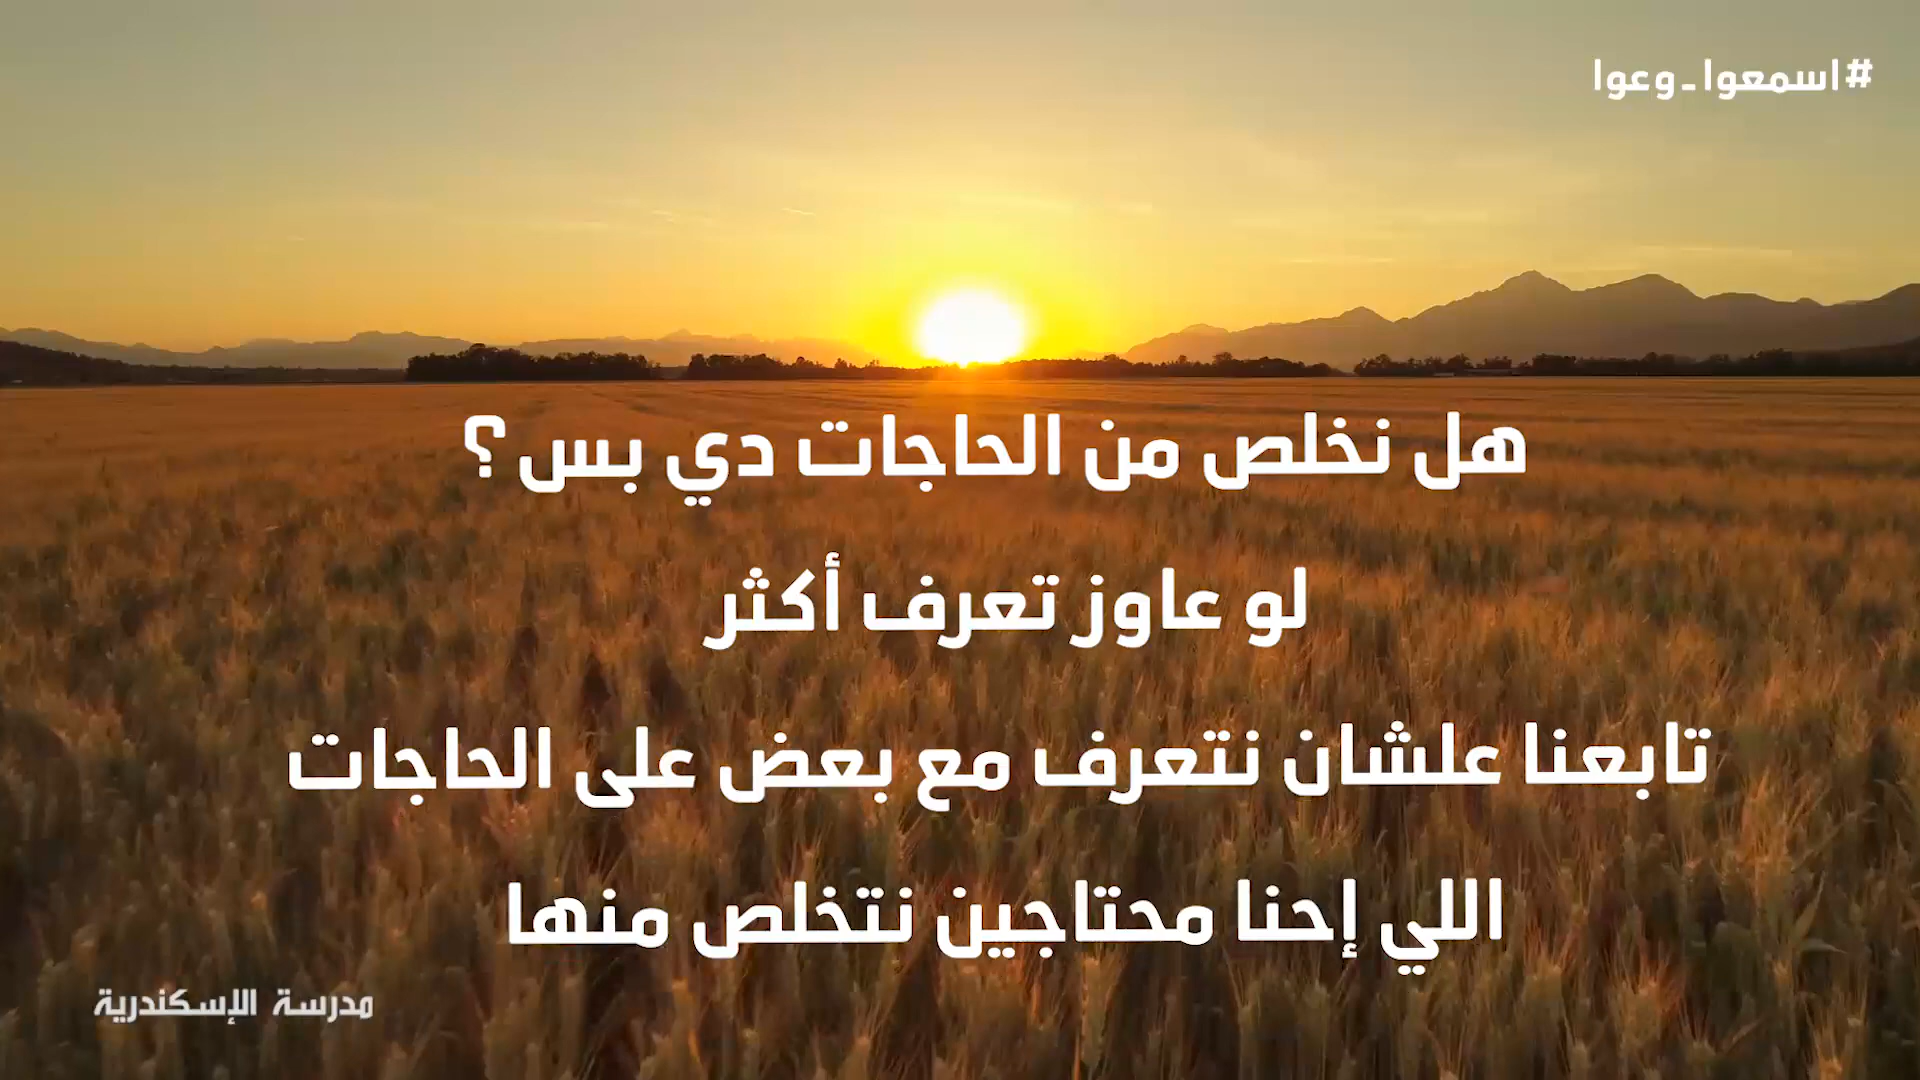 #اسمعوا_وعوا
هل نخلص من الحاجات دي بس ؟
لو عاوز تعرف أكثر
تابعنا علشان نتعرف مع بعض على الحاجات
اللي إحنا محتاجين نتخلص منها
مدرسة الإسكندرية